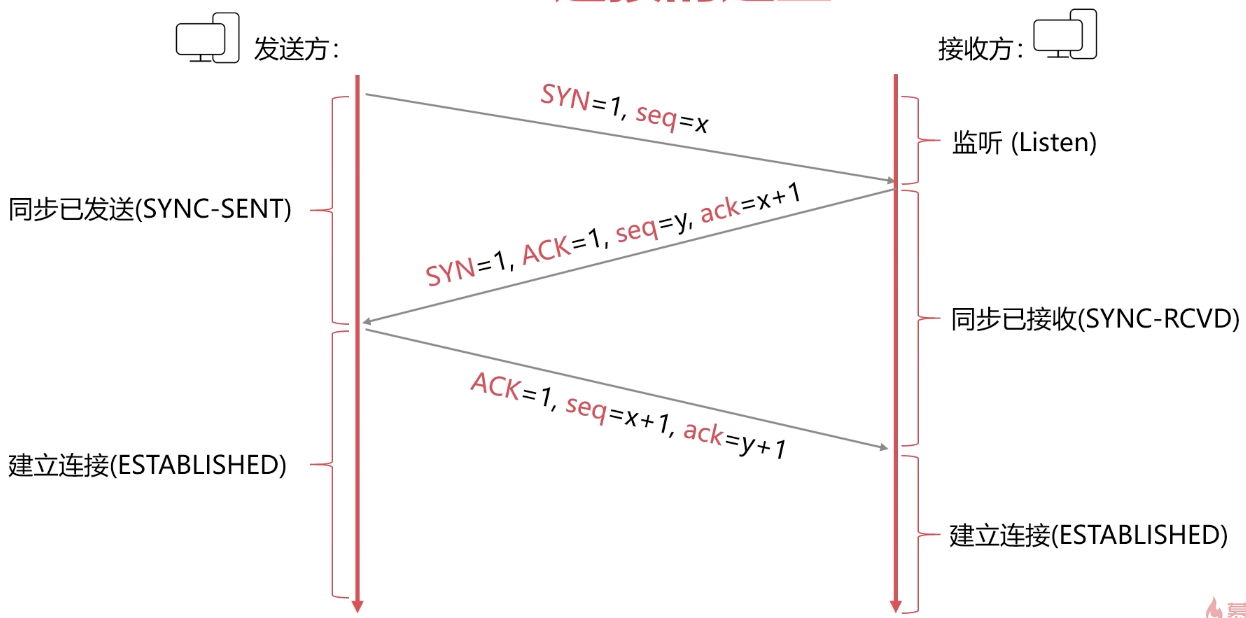 发送方:
接收方:
SYN=1, seq=x
监听 (Listen)
同步已发送(SYNC-SENT)
SYN=1, ACK=1, seq=y, ack=x+1
同步已接收(SYNC-RCVD)
ACK=1, seq=x+1, ack=y+1
建立连接(ESTABLISHED)
建立连接(ESTABLISHED)